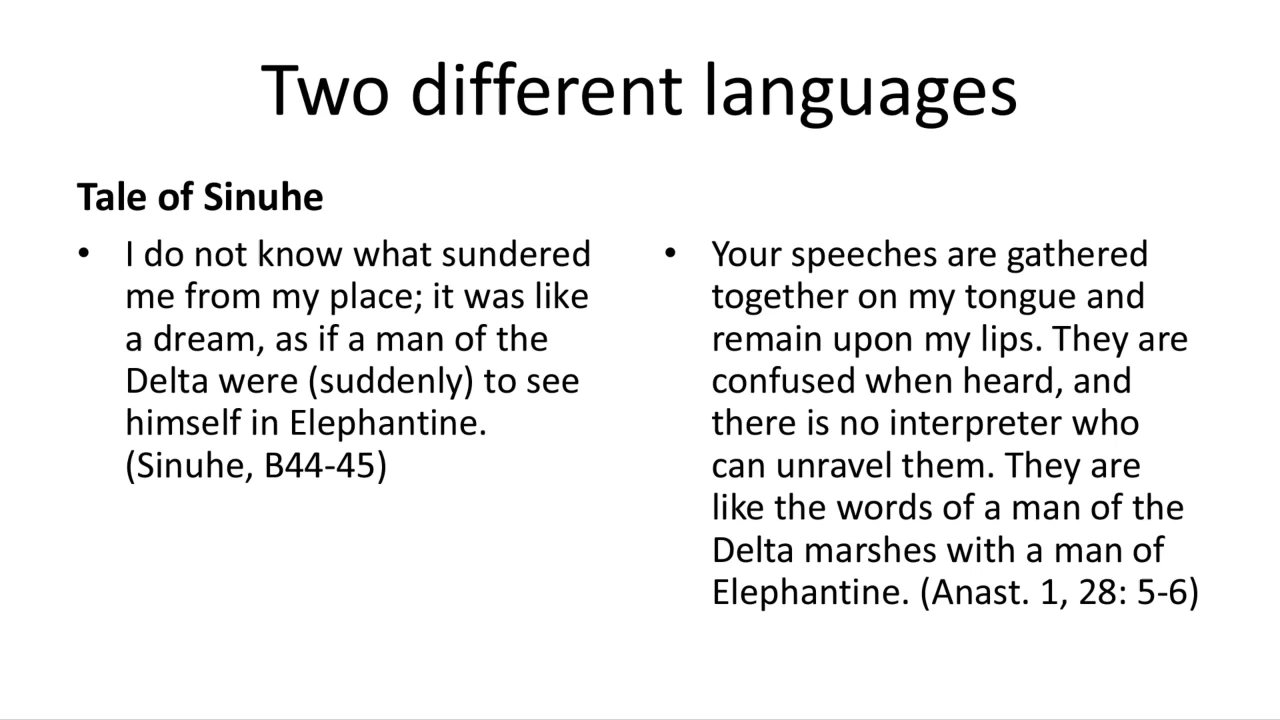 Two different languages
Tale of Sinuhe
• I do not know what sundered
me from my place; it was like
a dream, as if a man of the
Delta were (suddenly) to see
himself in Elephantine.
(Sinuhe, B44-45)
• Your speeches are gathered
together on my tongue and
remain upon my lips. They are
confused when heard, and
there is no interpreter who
can unravel them. They are
like the words of a man of the
Delta marshes with a man of
Elephantine. (Anast. 1, 28: 5-6)